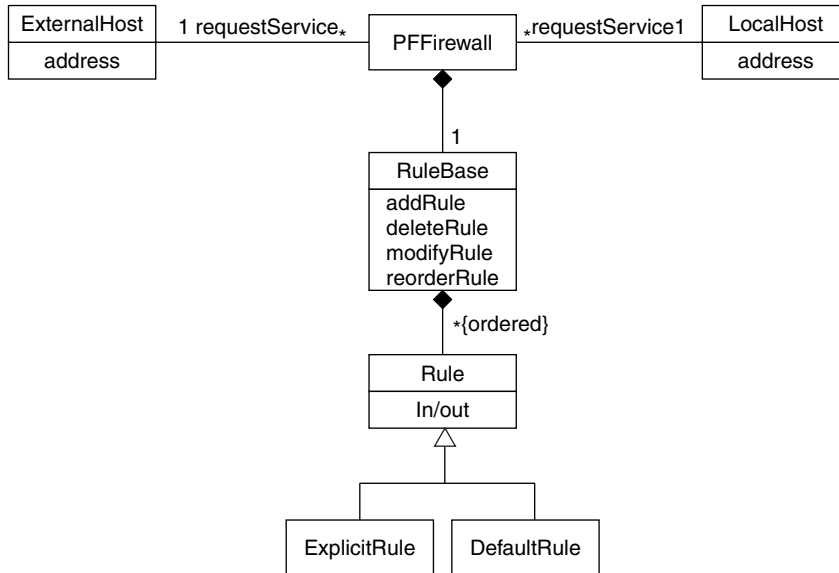 ExternalHost
address
1 requestService*
PFFirewall
*requestService1
LocalHost
address
1
RuleBase
addRule
deleteRule
modifyRule
reorderRule
*{ordered}
Rule
In/out
ExplicitRule
DefaultRule